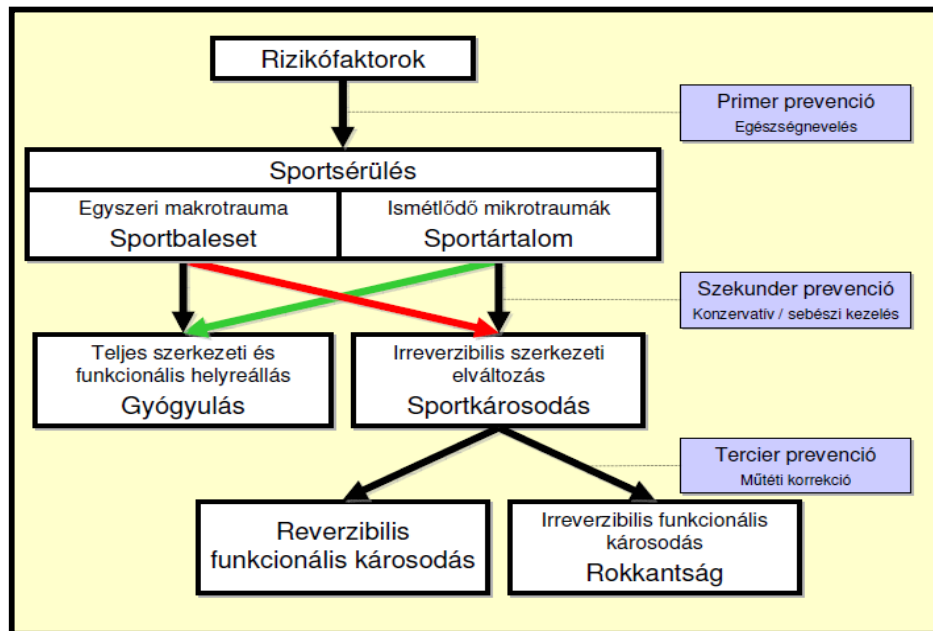 Rizikófaktorok
Primer prevenció
Egészségnevelés
Sportsérülés
Egyszeri makrotrauma
Sportbaleset
Ismétlődő mikrotraumák
Sportártalom
Szekunder prevenció
Konzervatív / sebészi kezelés
Teljes szerkezeti és
funkcionális helyreállás
Gyógyulás
Irreverzibilis szerkezeti
elváltozás
Sportkárosodás
Tercier prevenció
Műtéti korrekció
Reverzibilis
funkcionális károsodás
Irreverzibilis funkcionális
károsodás
Rokkantság